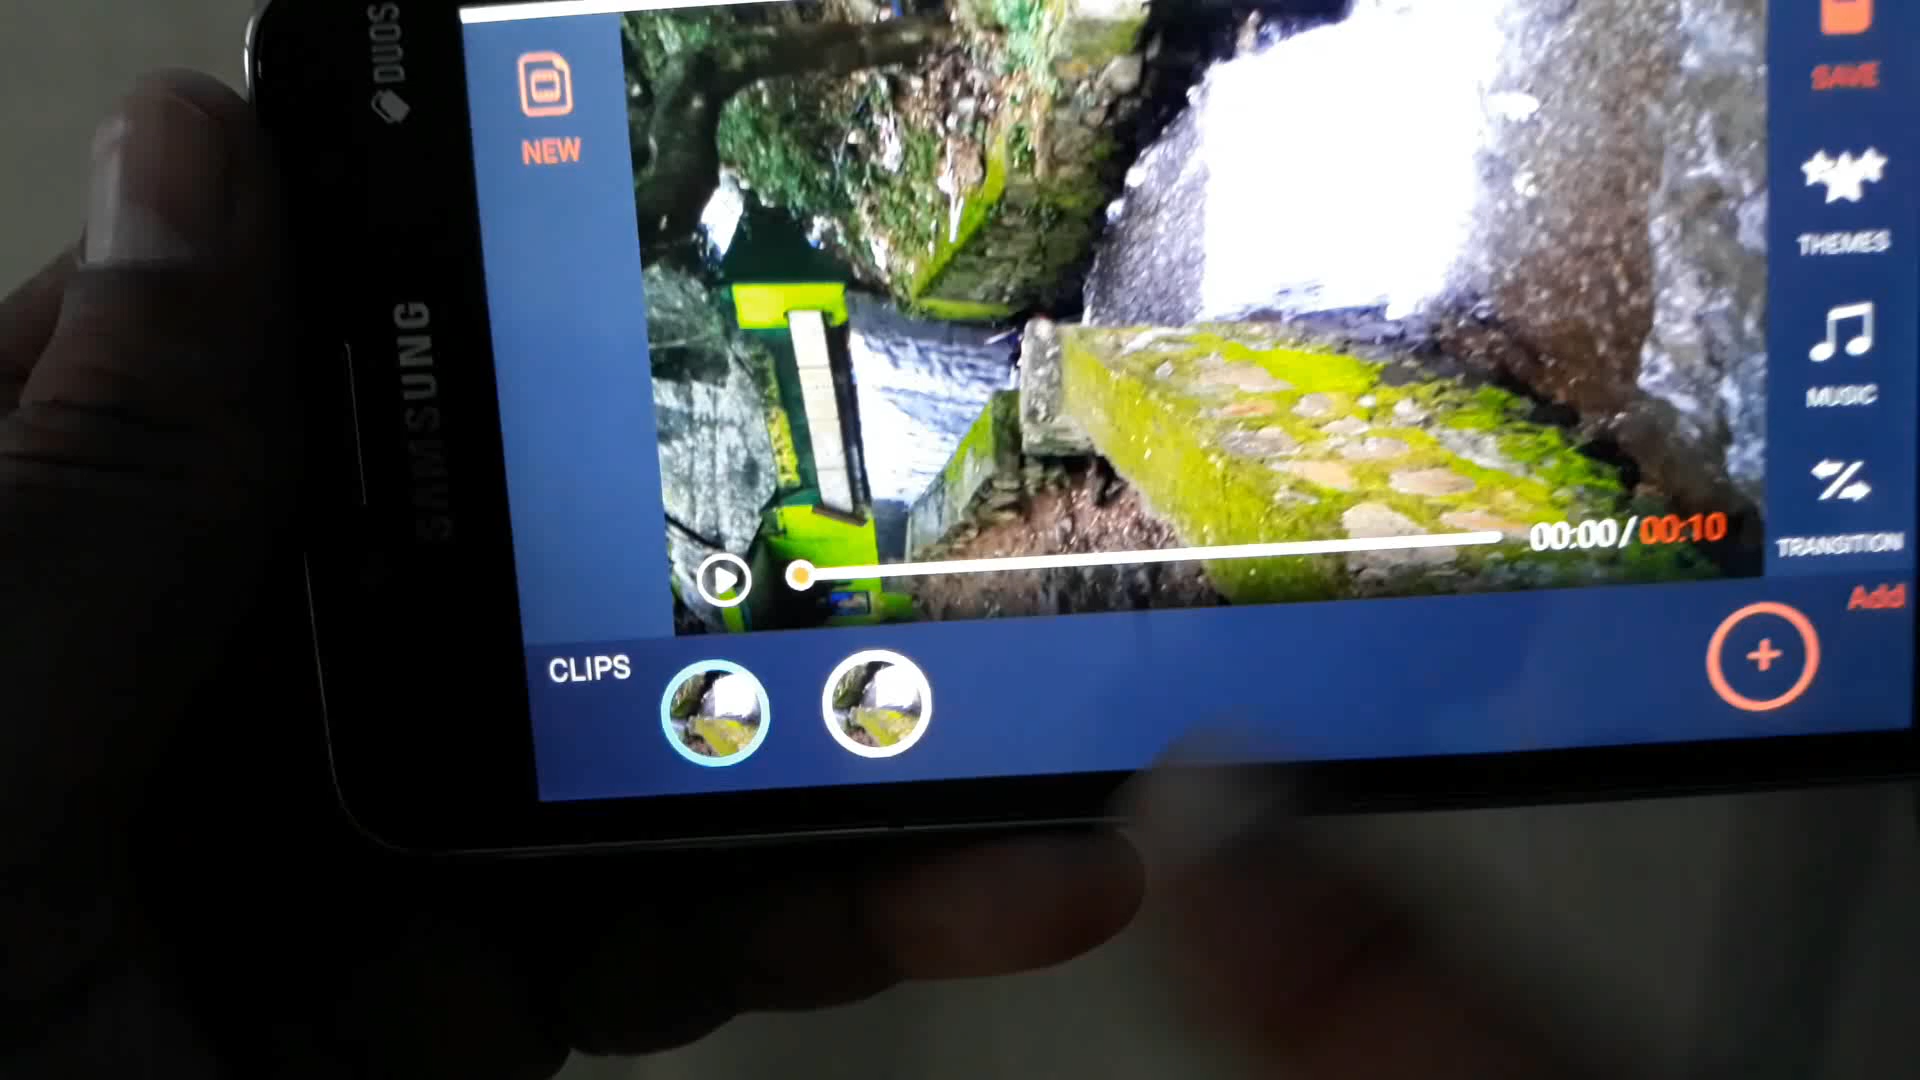 DUOS
SAMSUNG
NEW
SAVE
THEMES
MUSIC
TRANSITION
00:00/00:10
Add
CLIPS